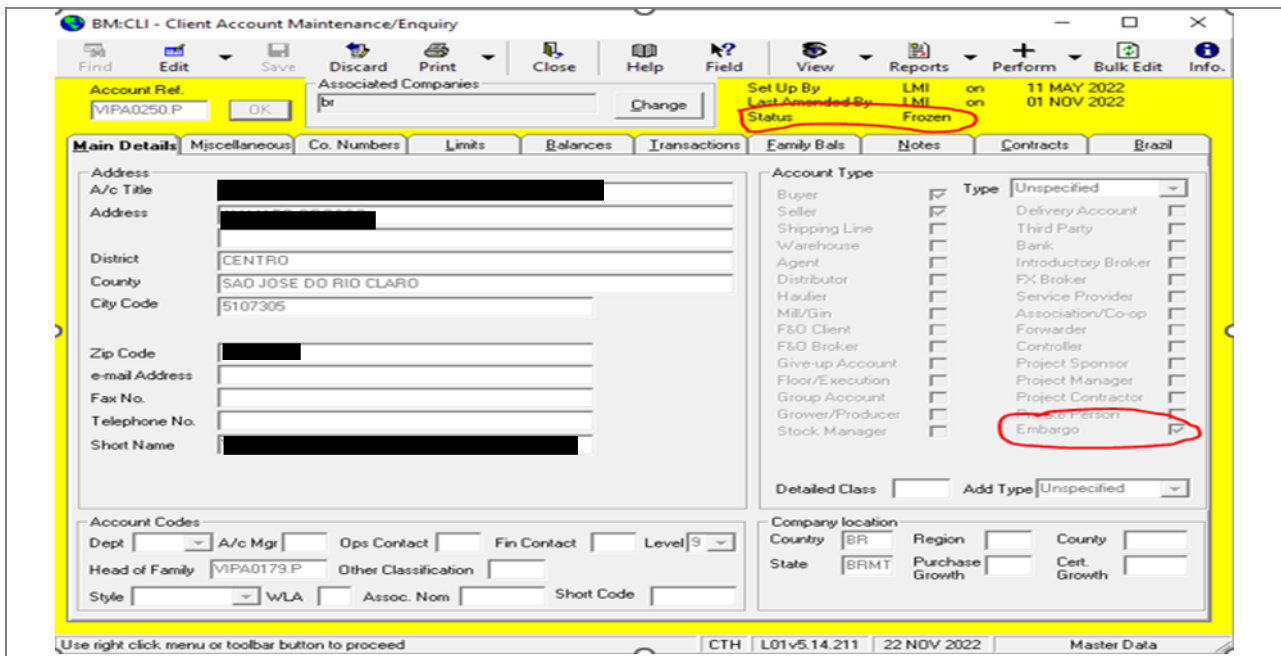 BM:CLI - Client Account Maintenance/Enquiry
Find Edit Save Discard Print Close Help Field View Reports Perform Bulk Edit Info.
Account Ref. Associated Companies Set Up By LMI on 11 MAY 2022
VIPA0250.P OK br Change Last Amended By LMI on 01 NOV 2022
Status Frozen
Main Details Miscellaneous Co. Numbers Limits Balances Transactions Family Bals Notes Contracts Brazil
Address
A/c Title
Address
District CENTRO
County SAO JOSE DO RIO CLARO
City Code 5107305
Zip Code
e-mail Address
Fax No.
Telephone No.
Short Name
Account Type
Buyer Type Unspecified
Seller Delivery Account
Shipping Line Third Party
Warehouse Bank
Agent Introductory Broker
Distributor FX Broker
Haulier Service Provider
Mill/Gin Association/Co-op
F&O Client Forwarder
F&O Broker Controller
Give-up Account Project Sponsor
Floor/Execution Project Manager
Group Account Project Contractor
Grower/Producer Private Person
Stock Manager Embargo
Detailed Class Add Type Unspecified
Account Codes
Dept A/c Mgr Ops Contact Fin Contact Level 9
Head of Family VIPA0179.P Other Classification
Style WLA Assoc. Nom Short Code
Company location
Country BR Region County
State BRMT Purchase Growth Cert. Growth
Use right click menu or toolbar button to proceed CTH L01v5.14.211 22 NOV 2022 Master Data